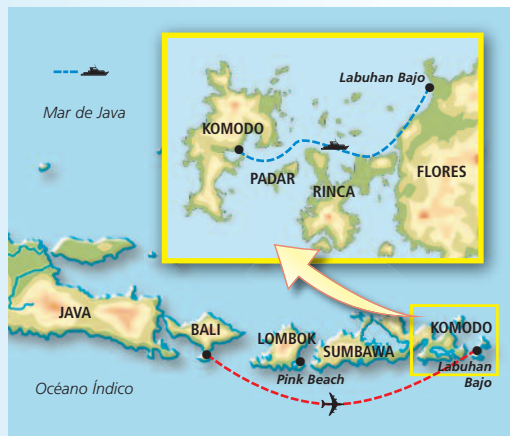 Mar de Java
Labuhan Bajo
KOMODO
PADAR
RINCA
FLORES
JAVA
BALI
LOMBOK
SUMBAWA
KOMODO
Pink Beach
Labuhan
Bajo
Océano Índico